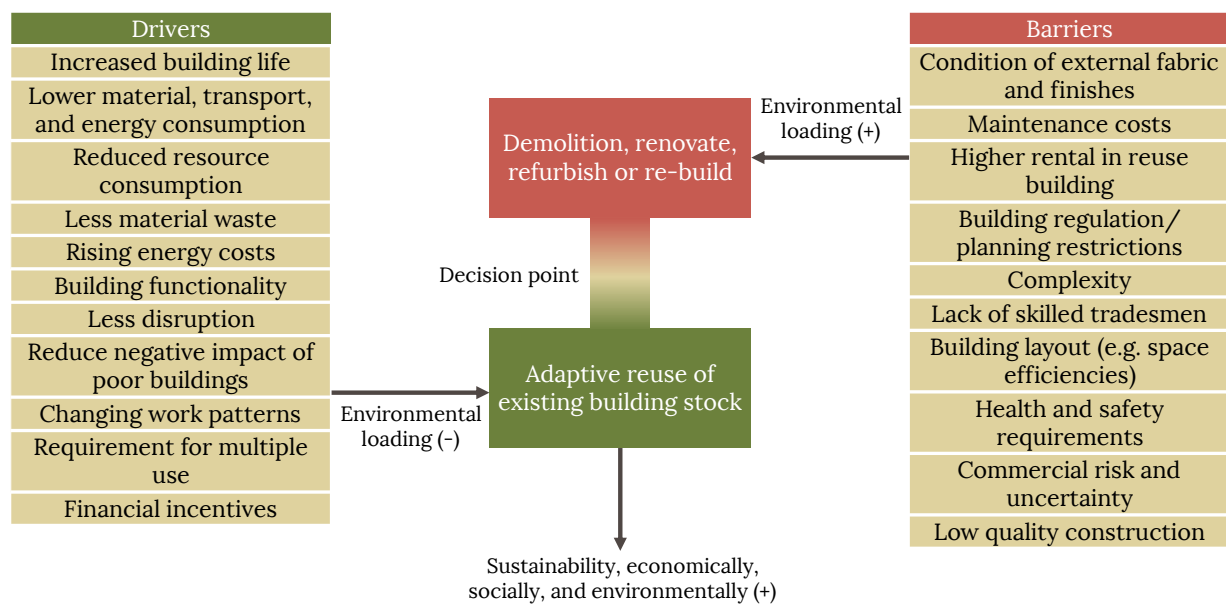 Drivers
Increased building life
Lower material, transport,
and energy consumption
Reduced resource
consumption
Less material waste
Rising energy costs
Building functionality
Less disruption
Reduce negative impact of
poor buildings
Changing work patterns
Requirement for multiple
use
Financial incentives
Environmental
loading (-)
Demolition, renovate,
refurbish or re-build
Decision point
Adaptive reuse of
existing building stock
Sustainability, economically,
socially, and environmentally (+)
Environmental
loading (+)
Barriers
Condition of external fabric
and finishes
Maintenance costs
Higher rental in reuse
building
Building regulation/
planning restrictions
Complexity
Lack of skilled tradesmen
Building layout (e.g. space
efficiencies)
Health and safety
requirements
Commercial risk and
uncertainty
Low quality construction